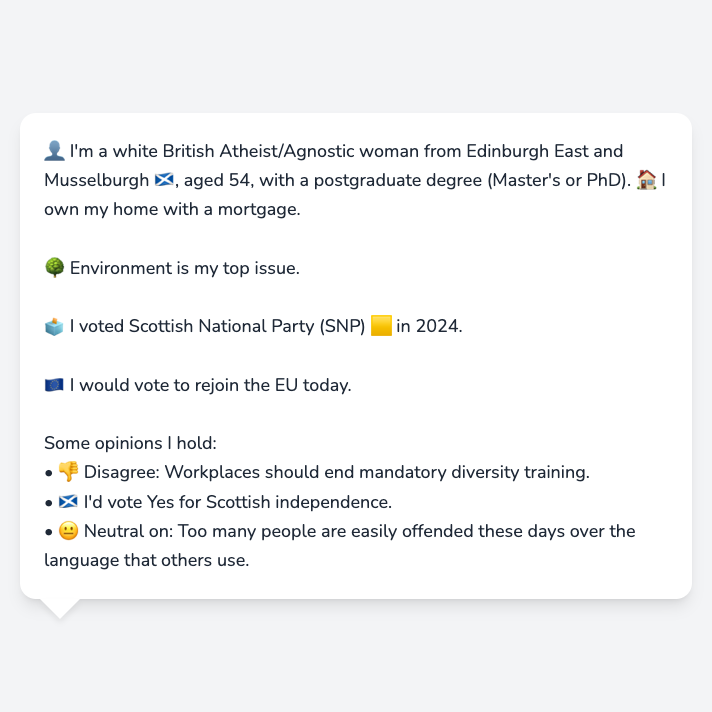 👤 I'm a white British Atheist/Agnostic woman from Edinburgh East and
Musselburgh 🏴󠁧󠁢󠁳󠁣󠁴󠁿, aged 54, with a postgraduate degree (Master's or PhD). 🏠 I
own my home with a mortgage.
🌳 Environment is my top issue.
🗳️ I voted Scottish National Party (SNP) 🟨 in 2024.
🇪🇺 I would vote to rejoin the EU today.
Some opinions I hold:
• 👎 Disagree: Workplaces should end mandatory diversity training.
• 🏴󠁧󠁢󠁳󠁣󠁴󠁿 I'd vote Yes for Scottish independence.
• 😐 Neutral on: Too many people are easily offended these days over the
language that others use.